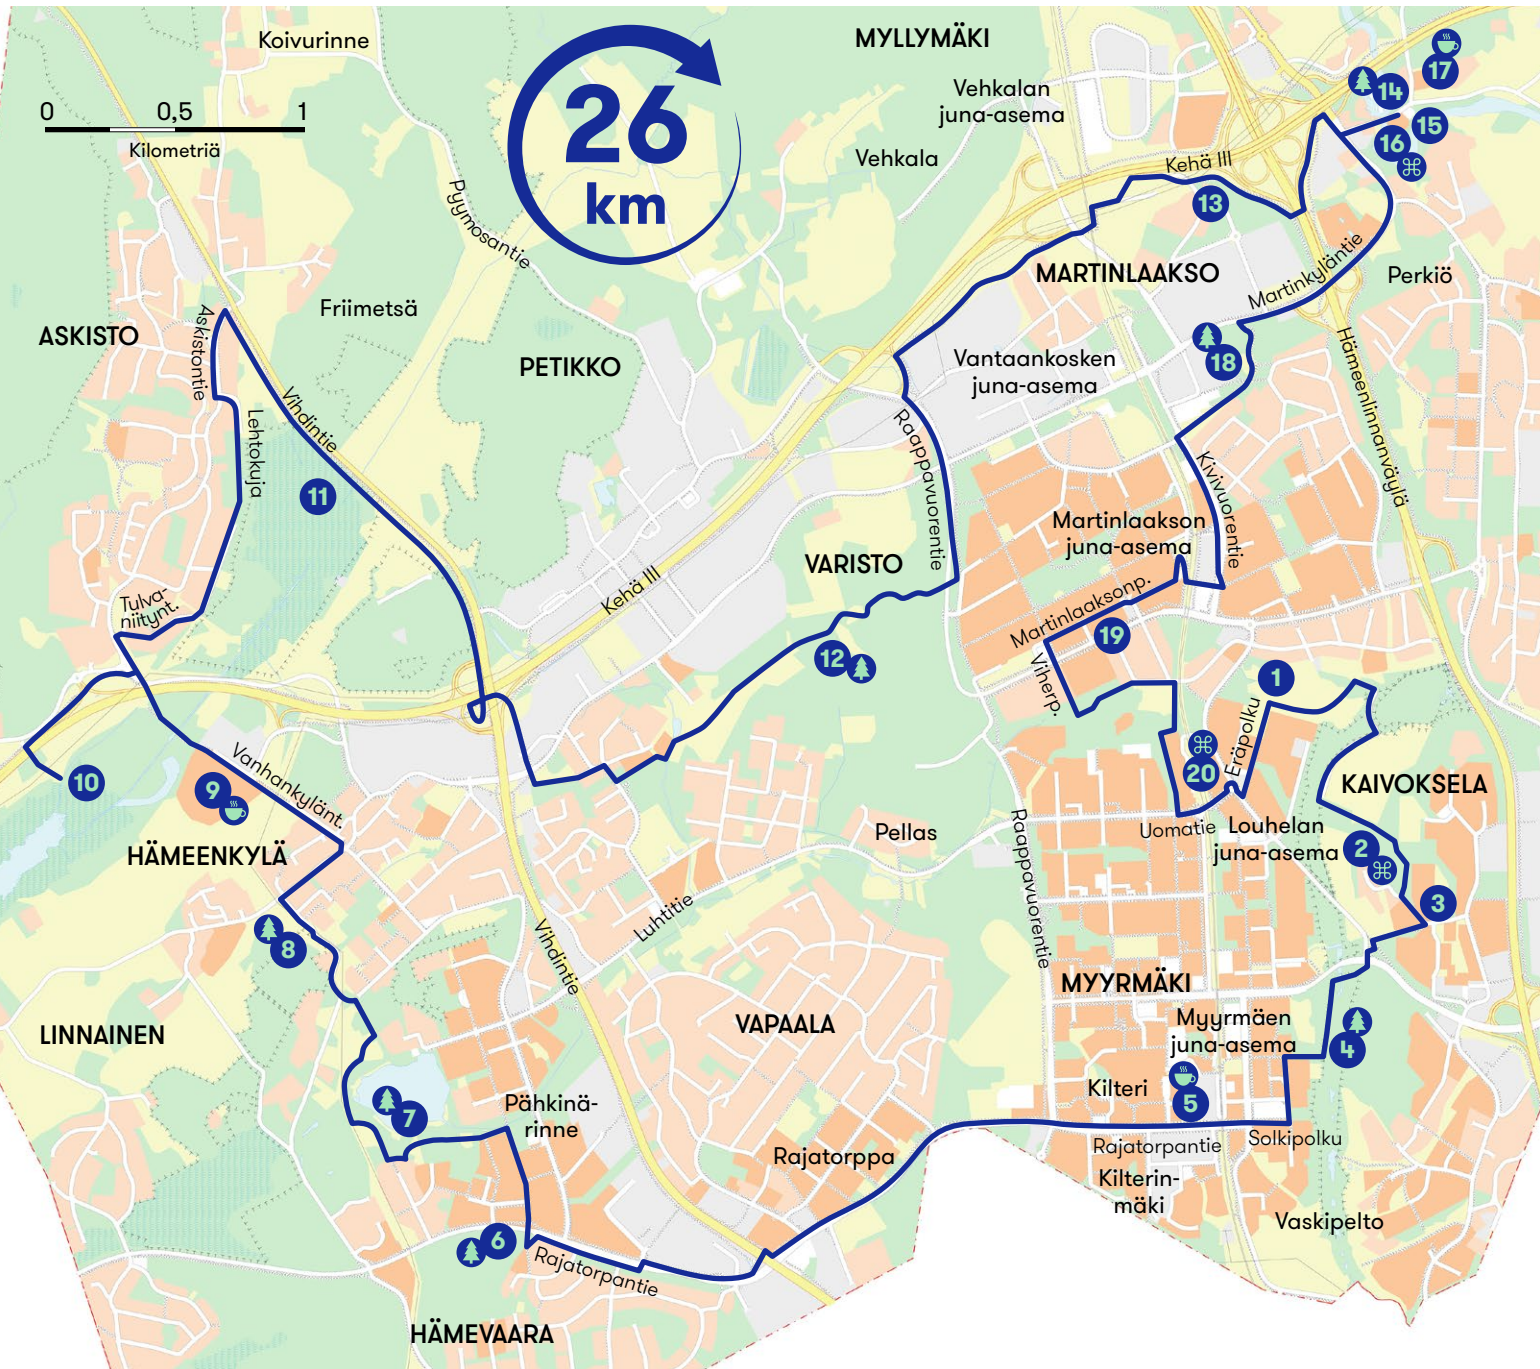 Koivurinne
MYLLYMÄKI
26
km
0 0,5 1
Kilometriä
Vehkalan
juna-asema
Vehkala
Kehä III
17
14
15
16
13
Pyymosantie
MARTINLAAKSO
Martinkyläntie
Perkiö
Friimetsä
ASKISTO
Askistontie
PETIKKO
Vantaankosken
juna-asema
18
Hämeenlinnanväylä
Vihdintie
Lehtokuja
11
Raappavuorentie
Kivivuorentie
Martinlaakson
juna-asema
VARISTO
Kehä III
Tulva-
niitynt.
Martinlaaksonp.
19
12
Viherp.
1
Eräpolku
20
KAIVOKSELA
10
9
Vanhankylänt.
HÄMEENKYLÄ
Pellas
Uomatie
Louhelan
juna-asema
2
3
Raappavuorentie
Luhtitie
Vihdintie
8
MYYRMÄKI
LINNAINEN
VAPAALA
Myyrmäen
juna-asema
4
Kilteri
5
7
Pähkinä-
rinne
Rajatorppa
Rajatorpantie
Solkipolku
Kilterin-
mäki
Vaskipelto
6
Rajatorpantie
HÄMEVAARA